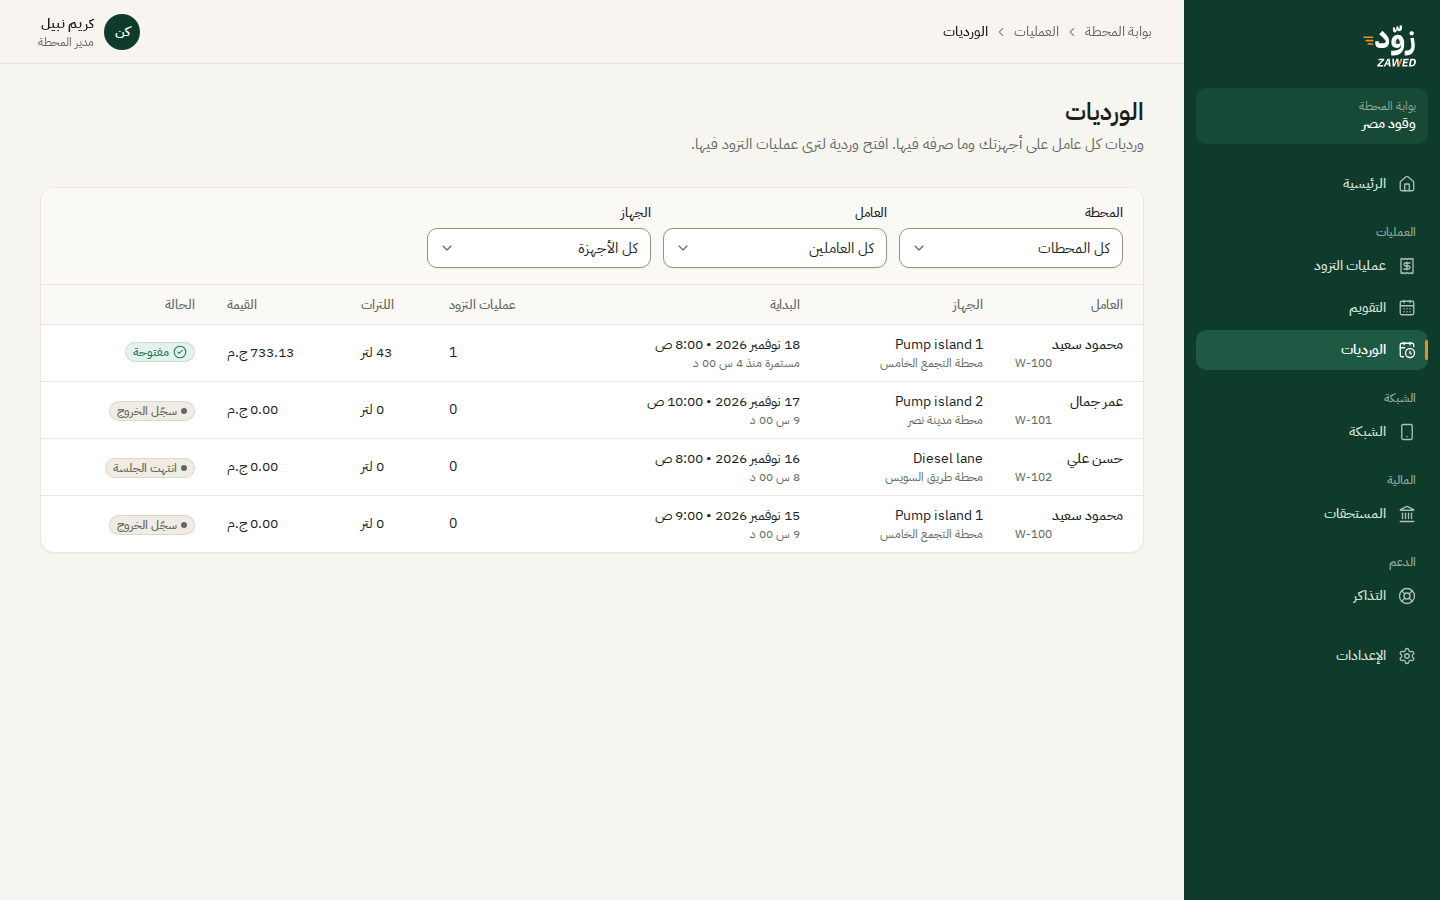 زوّد
ZAWED
بوابة المحطة
وقود مصر
الرئيسية
العمليات
عمليات التزود
التقويم
الورديات
الشبكة
الشبكة
المالية
المستحقات
الدعم
التذاكر
الإعدادات
بوابة المحطة
العمليات
الورديات
كن
كريم نبيل
مدير المحطة
الورديات
ورديات كل عامل على أجهزتك وما صرفه فيها. افتح وردية لترى عمليات التزود فيها.
المحطة
العامل
الجهاز
كل المحطات
كل العاملين
كل الأجهزة
العامل الجهاز البداية عمليات التزود اللترات القيمة الحالة
محمود سعيد Pump island 1 18 نوفمبر 2026 • 8:00 ص 1 43 لتر 733.13 ج.م مفتوحة
W-100 محطة التجمع الخامس مستمرة منذ 4 س 00 د
عمر جمال Pump island 2 17 نوفمبر 2026 • 10:00 ص 0 0 لتر 0.00 ج.م سجّل الخروج
W-101 محطة مدينة نصر 9 س 00 د
حسن علي Diesel lane 16 نوفمبر 2026 • 8:00 ص 0 0 لتر 0.00 ج.م انتهت الجلسة
W-102 محطة طريق السويس 8 س 00 د
محمود سعيد Pump island 1 15 نوفمبر 2026 • 9:00 ص 0 0 لتر 0.00 ج.م سجّل الخروج
W-100 محطة التجمع الخامس 9 س 00 د